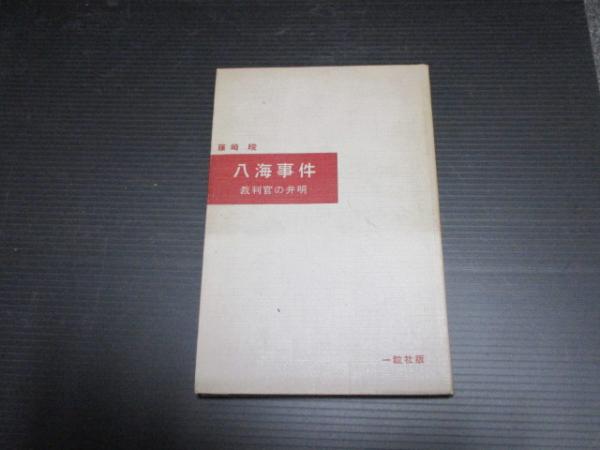 藤崎 晙
八海事件
裁判官の弁明
一粒社版